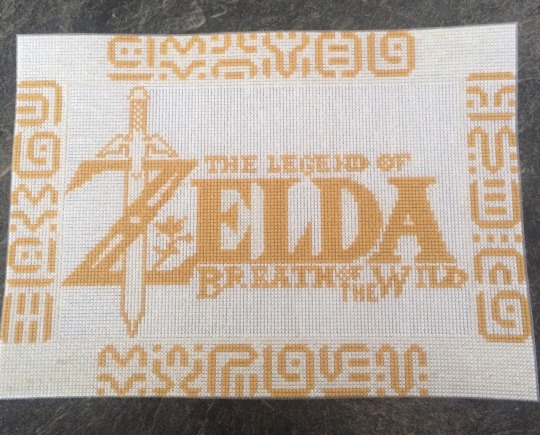 THE LEGEND OF
ZELDA
BREATH OF THE WILD